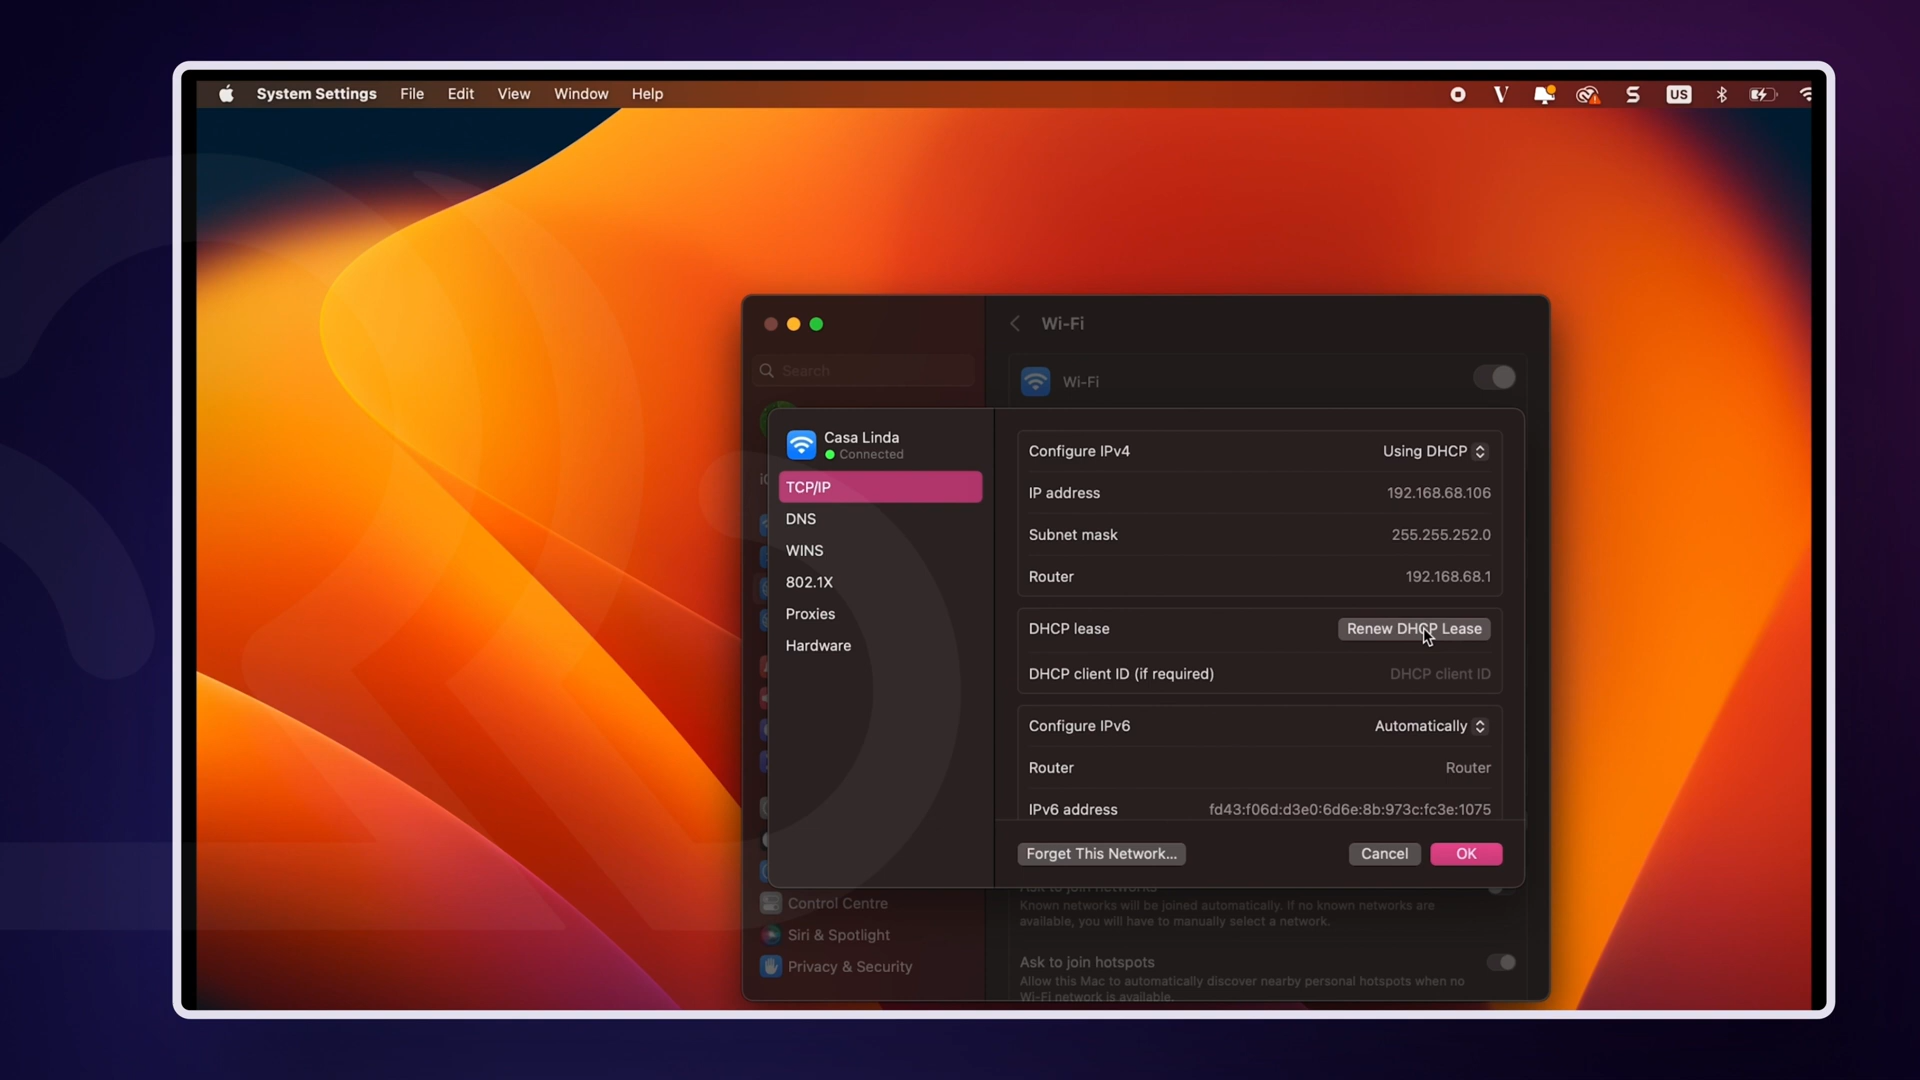 System Settings File Edit View Window Help
US
Wi-Fi
Search
Wi-Fi
Casa Linda
Connected
TCP/IP
DNS
WINS
802.1X
Proxies
Hardware
Configure IPv4 Using DHCP
IP address 192.168.68.106
Subnet mask 255.255.252.0
Router 192.168.68.1
DHCP lease Renew DHCP Lease
DHCP client ID (if required) DHCP client ID
Configure IPv6 Automatically
Router Router
IPv6 address fd43:f06d:d3e0:6d6e:8b:973c:fc3e:1075
Forget This Network... Cancel OK
Control Centre
Siri & Spotlight
Privacy & Security
Ask to join networks
Known networks will be joined automatically. If no known networks are
available, you will have to manually select a network.
Ask to join hotspots
Allow this Mac to automatically discover nearby personal hotspots when no
Wi-Fi network is available.